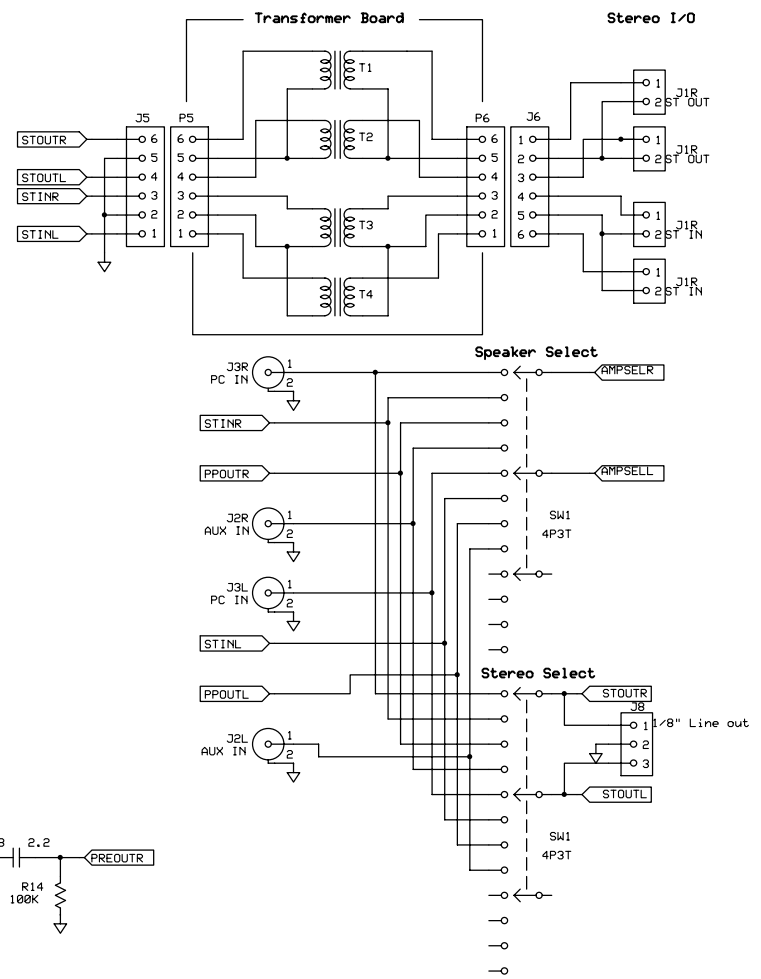 Transformer Board
Stereo I/O
T1
T2
T3
T4
J5
P5
P6
J6
STOUTR
STOUTL
STINR
STINL
6
5
4
3
2
1
6
5
4
3
2
1
6
5
4
3
2
1
1
2
3
4
5
6
1
2
J1R
ST OUT
1
2
J1R
ST OUT
1
2
J1R
ST IN
1
2
J1R
ST IN
Speaker Select
J3R
PC IN
1
2
AMPSELR
STINR
PPOUTR
AMPSELL
J2R
AUX IN
1
2
SW1
4P3T
J3L
PC IN
1
2
STINL
Stereo Select
PPOUTL
STOUTR
J8
1
2
3
1/8" Line out
J2L
AUX IN
1
2
STOUTL
SW1
4P3T
2.2
PREOUTR
R14
100K